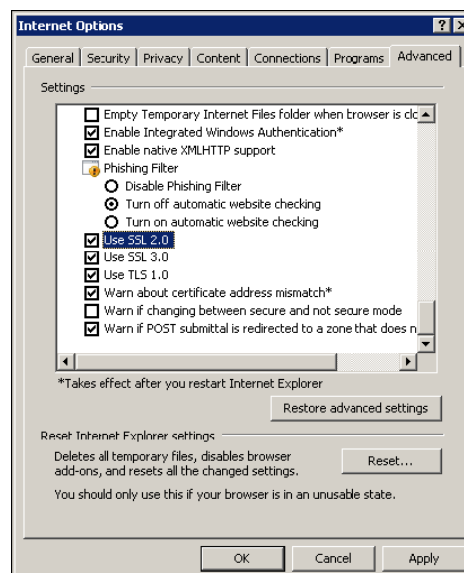 Internet Options
General Security Privacy Content Connections Programs Advanced
Settings
Empty Temporary Internet Files folder when browser is clo
Enable Integrated Windows Authentication*
Enable native XMLHTTP support
Phishing Filter
Disable Phishing Filter
Turn off automatic website checking
Turn on automatic website checking
Use SSL 2.0
Use SSL 3.0
Use TLS 1.0
Warn about certificate address mismatch*
Warn if changing between secure and not secure mode
Warn if POST submittal is redirected to a zone that does n
*Takes effect after you restart Internet Explorer
Restore advanced settings
Reset Internet Explorer settings
Deletes all temporary files, disables browser
add-ons, and resets all the changed settings.
Reset...
You should only use this if your browser is in an unusable state.
OK Cancel Apply